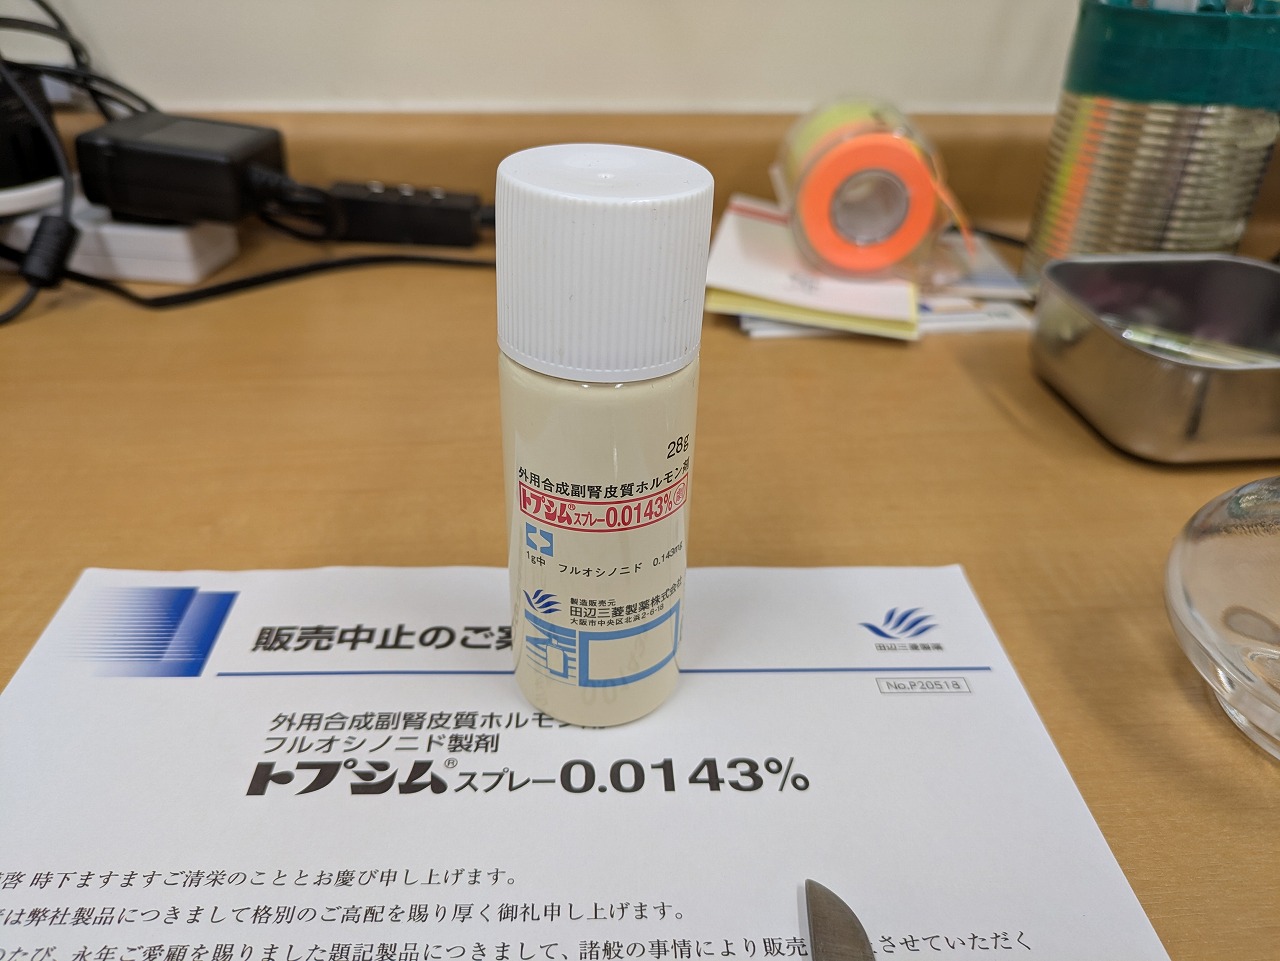 28g
外用合成副腎皮質ホルモン剤
トプシム®スプレー0.0143%
1g中 フルオシノニド 0.143mg
製造販売元
田辺三菱製薬株式会社
大阪市中央区北浜2-6-18
販売中止のご案
田辺三菱製薬
No.P20518
外用合成副腎皮質ホルモン剤
フルオシノニド製剤
トプシム®スプレー0.0143%
啓 時下ますますご清栄のこととお慶び申し上げます。
は弊社製品につきまして格別のご高配を賜り厚く御礼申し上げます。
のたび、永年ご愛顧を賜りました題記製品につきまして、諸般の事情により販売 させていただく